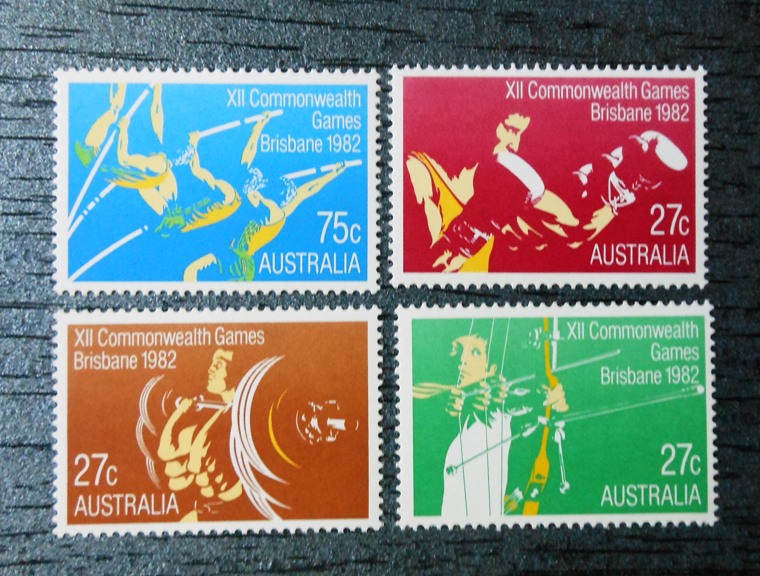 XII Commonwealth
Games
Brisbane 1982
75c
AUSTRALIA
XII Commonwealth Games
Brisbane 1982
27c
AUSTRALIA
XII Commonwealth Games
Brisbane 1982
27c
AUSTRALIA
XII Commonwealth
Games
Brisbane 1982
27c
AUSTRALIA